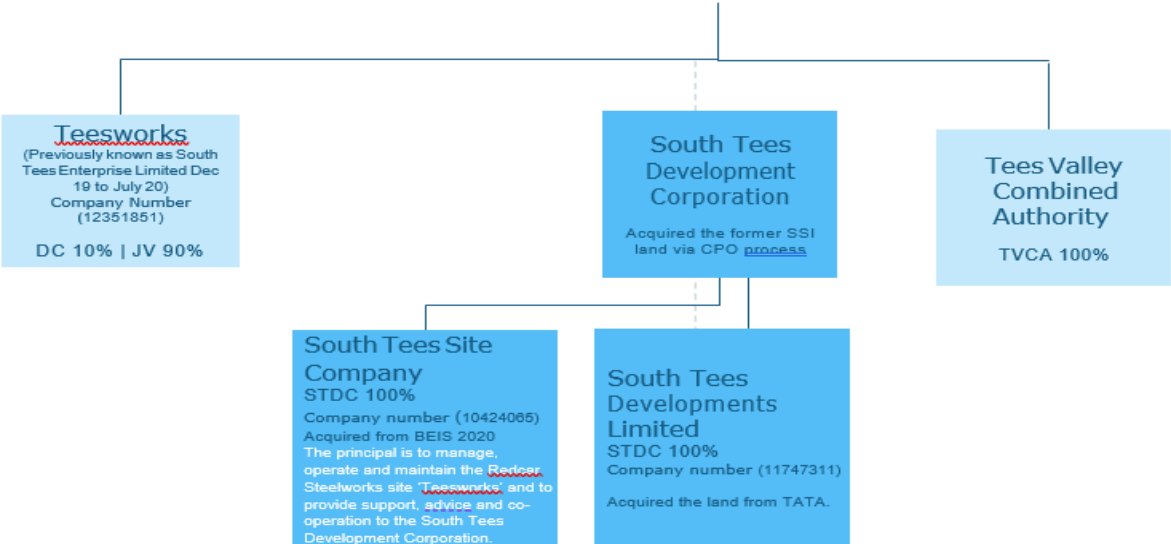 Teesworks
(Previously known as South
Tees Enterprise Limited Dec
19 to July 20)
Company Number
(12351851)
DC 10% | JV 90%
South Tees
Development
Corporation
Acquired the former SSI
land via CPO process
Tees Valley
Combined
Authority
TVCA 100%
South Tees Site
Company
STDC 100%
Company number (10424065)
Acquired from BEIS 2020
The principal is to manage,
operate and maintain the Redcar
Steelworks site 'Teesworks' and to
provide support, advice and co-
operation to the South Tees
Development Corporation.
South Tees
Developments
Limited
STDC 100%
Company number (11747311)
Acquired the land from TATA.